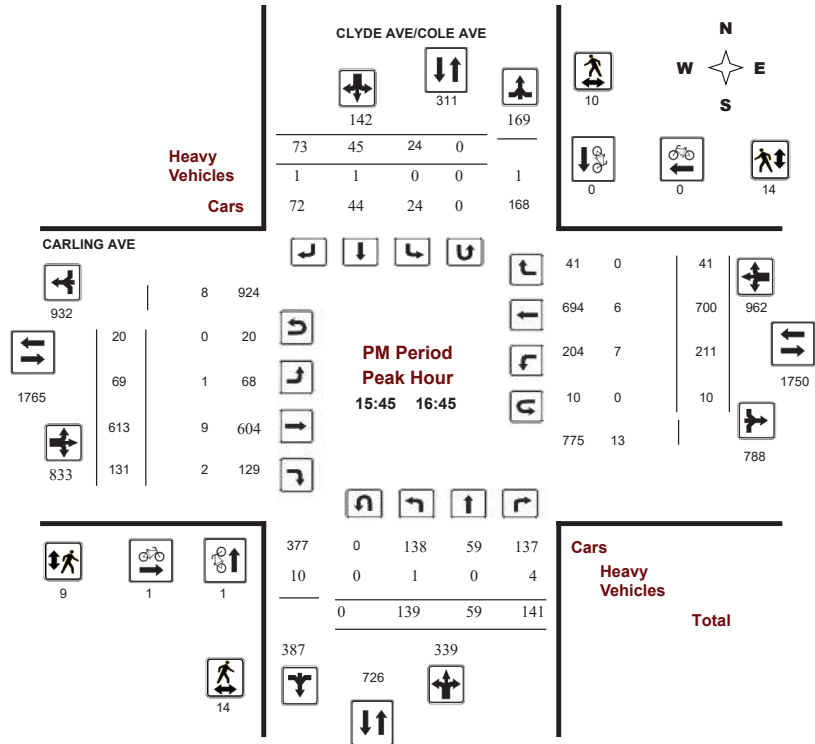 CLYDE AVE/COLE AVE
N
W E
S
311
10
142 169
73 45 24 0
Heavy
Vehicles
1 1 0 0 1
0 0 14
Cars
72 44 24 0 168
CARLING AVE
41 0 41
8 924
932
694 6 700 962
20 0 20
PM Period
Peak Hour
15:45 16:45
204 7 211
1765
1750
69 1 68
10 0 10
613 9 604
775 13
788
833
131 2 129
377 0 138 59 137
Cars
10 0 1 0 4
Heavy
Vehicles
9 1 1
0 139 59 141
Total
387 339
726
14